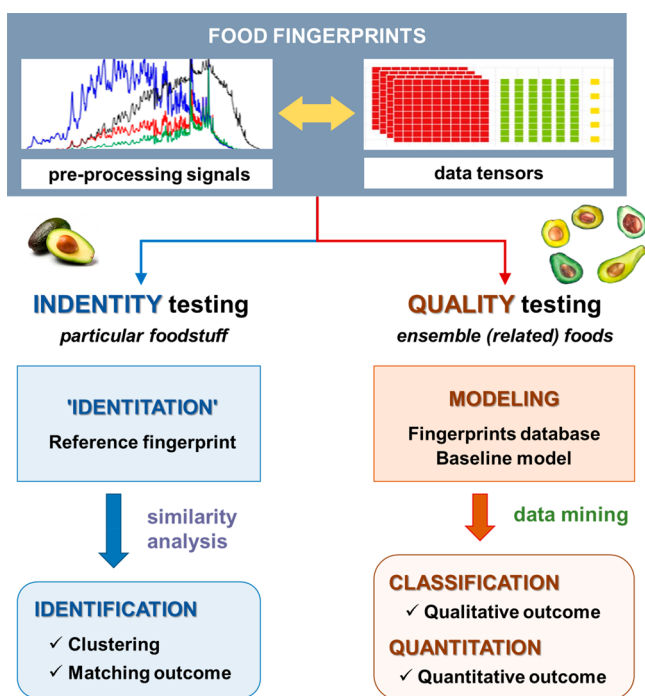 FOOD FINGERPRINTS
pre-processing signals
data tensors
INDENTITY testing
particular foodstuff
QUALITY testing
ensemble (related) foods
'IDENTITATION'
Reference fingerprint
MODELING
Fingerprints database
Baseline model
similarity
analysis
data mining
IDENTIFICATION
✓ Clustering
✓ Matching outcome
CLASSIFICATION
✓ Qualitative outcome
QUANTITATION
✓ Quantitative outcome